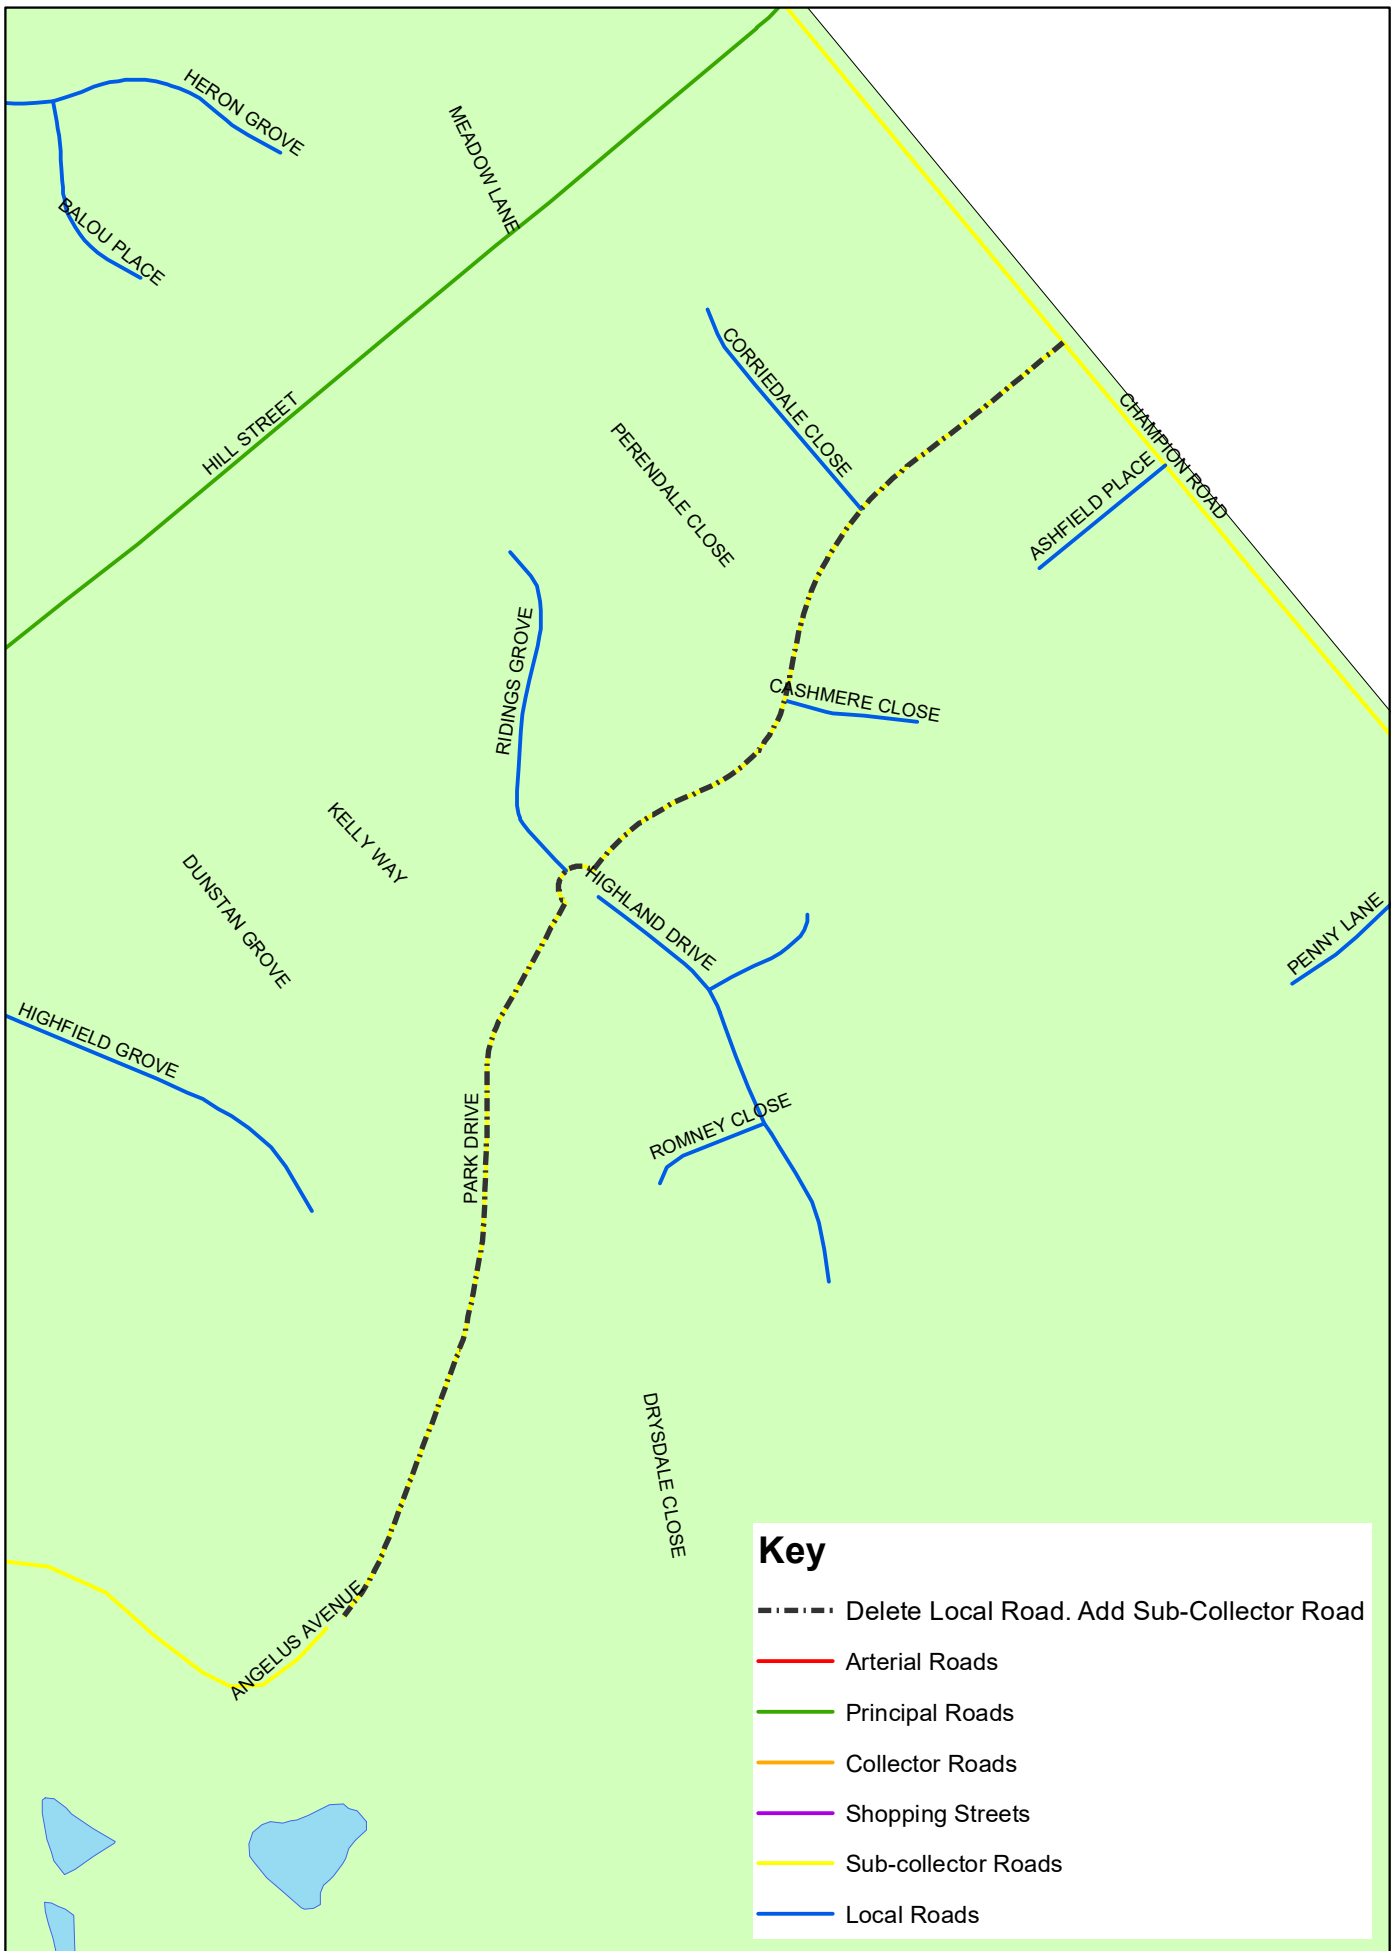 HERON GROVE
MEADOW LANE
BALOU PLACE
HILL STREET
CORRIEDALE CLOSE
PERENDALE CLOSE
CHAMPION ROAD
ASHFIELD PLACE
RIDINGS GROVE
CASHMERE CLOSE
KELLY WAY
DUNSTAN GROVE
HIGHLAND DRIVE
PENNY LANE
HIGHFIELD GROVE
PARK DRIVE
ROMNEY CLOSE
DRYSDALE CLOSE
ANGELUS AVENUE
Key
Delete Local Road. Add Sub-Collector Road
Arterial Roads
Principal Roads
Collector Roads
Shopping Streets
Sub-collector Roads
Local Roads